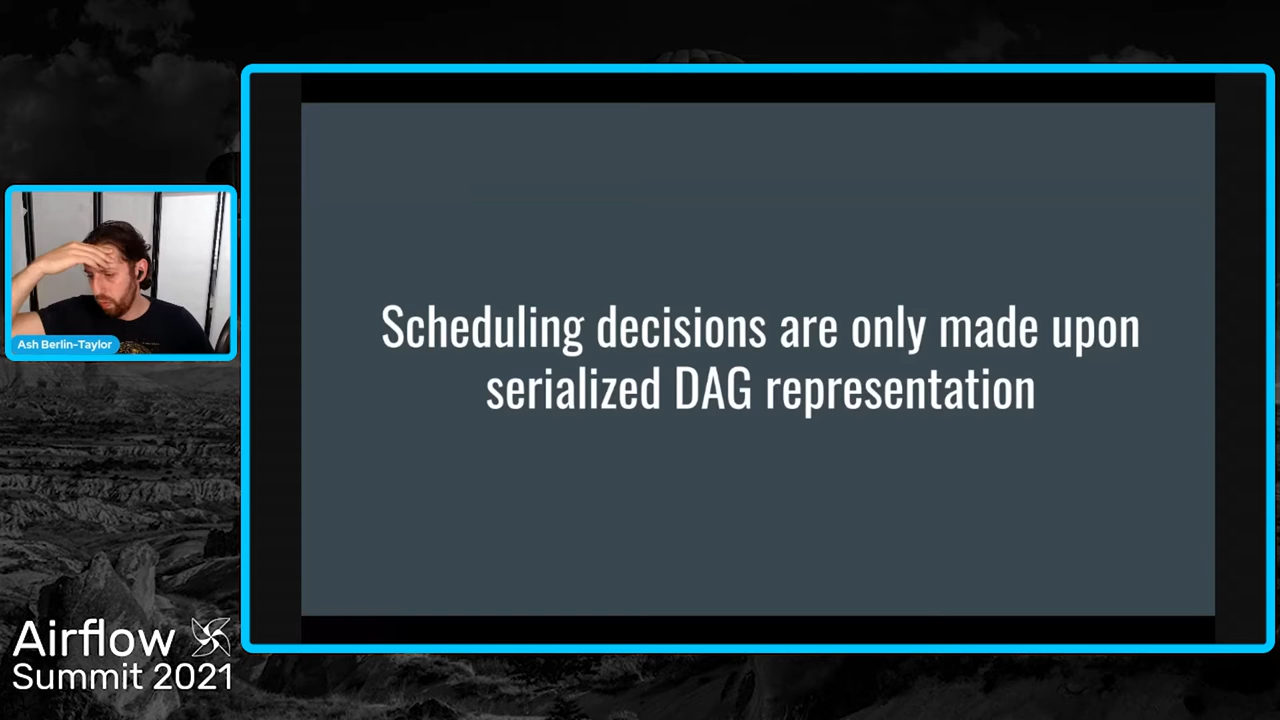 Scheduling decisions are only made upon
serialized DAG representation
Ash Berlin-Taylor
Airflow
Summit 2021